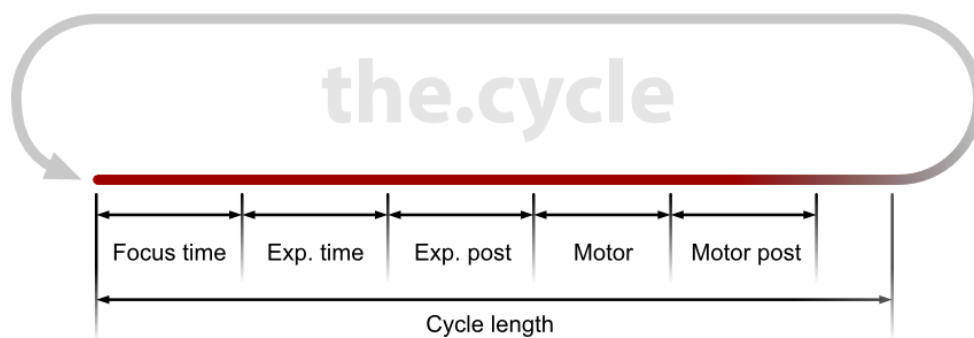 the.cycle
Focus time
Exp. time
Exp. post
Motor
Motor post
Cycle length